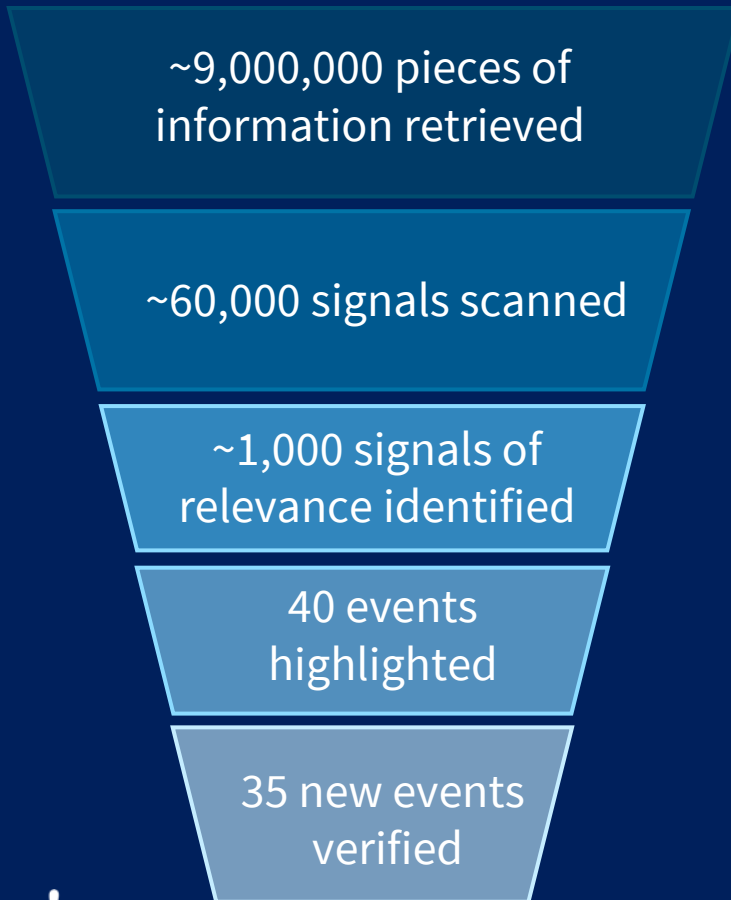 ~9,000,000 pieces of
information retrieved
~60,000 signals scanned
~1,000 signals of
relevance identified
40 events
highlighted
35 new events
verified